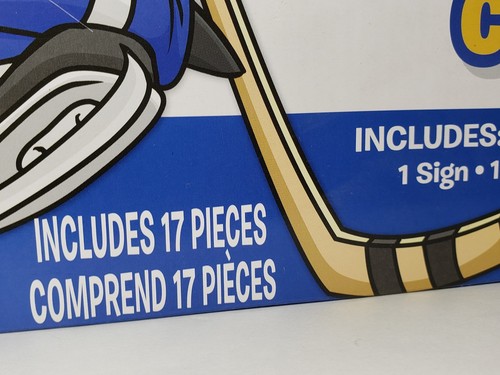 C
INCLUDES:
1 Sign • 1
INCLUDES 17 PIECES
COMPREND 17 PIÈCES